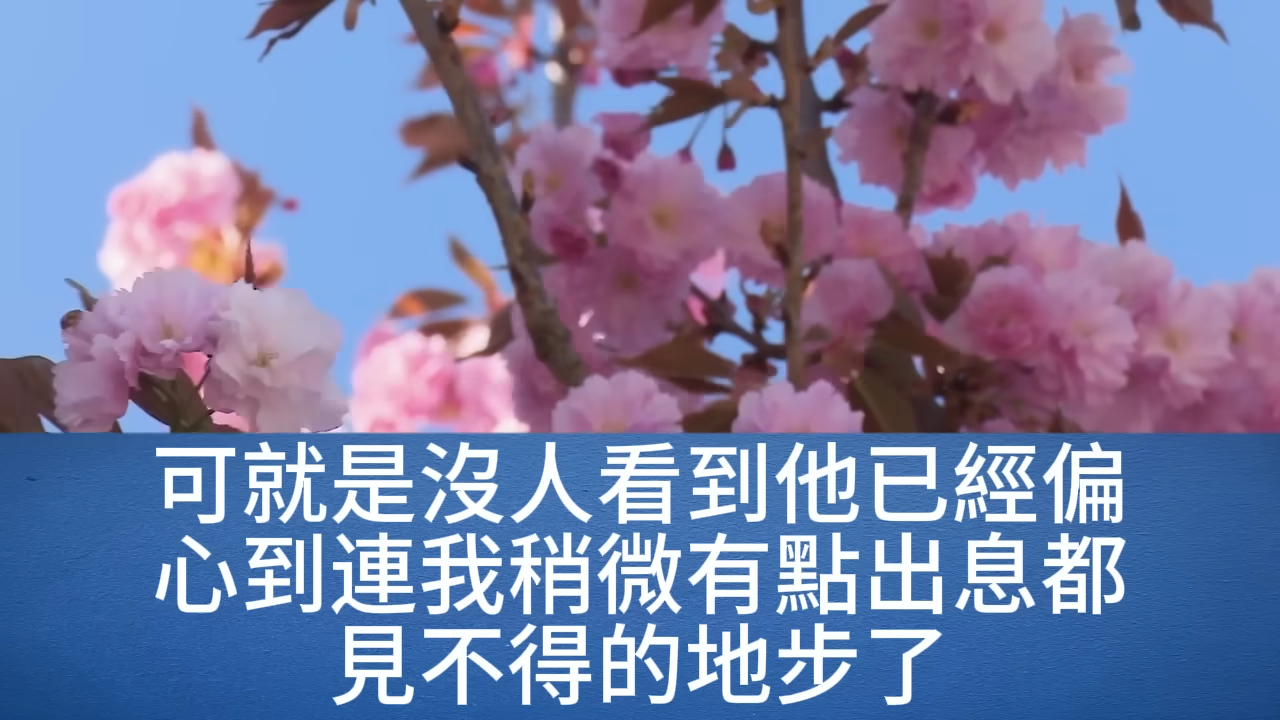 可就是沒人看到他已經偏
心到連我稍微有點出息都
見不得的地步了